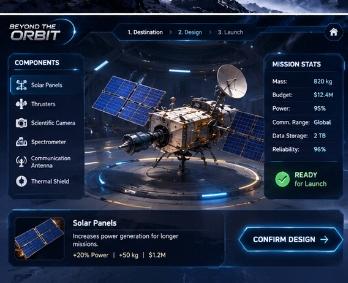 BEYOND THE
ORBIT
1. Destination > 2. Design > 3. Launch
COMPONENTS
Solar Panels
Thrusters
Scientific Camera
Spectrometer
Communication
Antenna
Thermal Shield
MISSION STATS
Mass: 820 kg
Budget: $12.4M
Power: 95%
Comm. Range: Global
Data Storage: 2 TB
Reliability: 96%
READY
for Launch
Solar Panels
Increases power generation for longer
missions.
+20% Power | +50 kg | $1.2M
CONFIRM DESIGN →